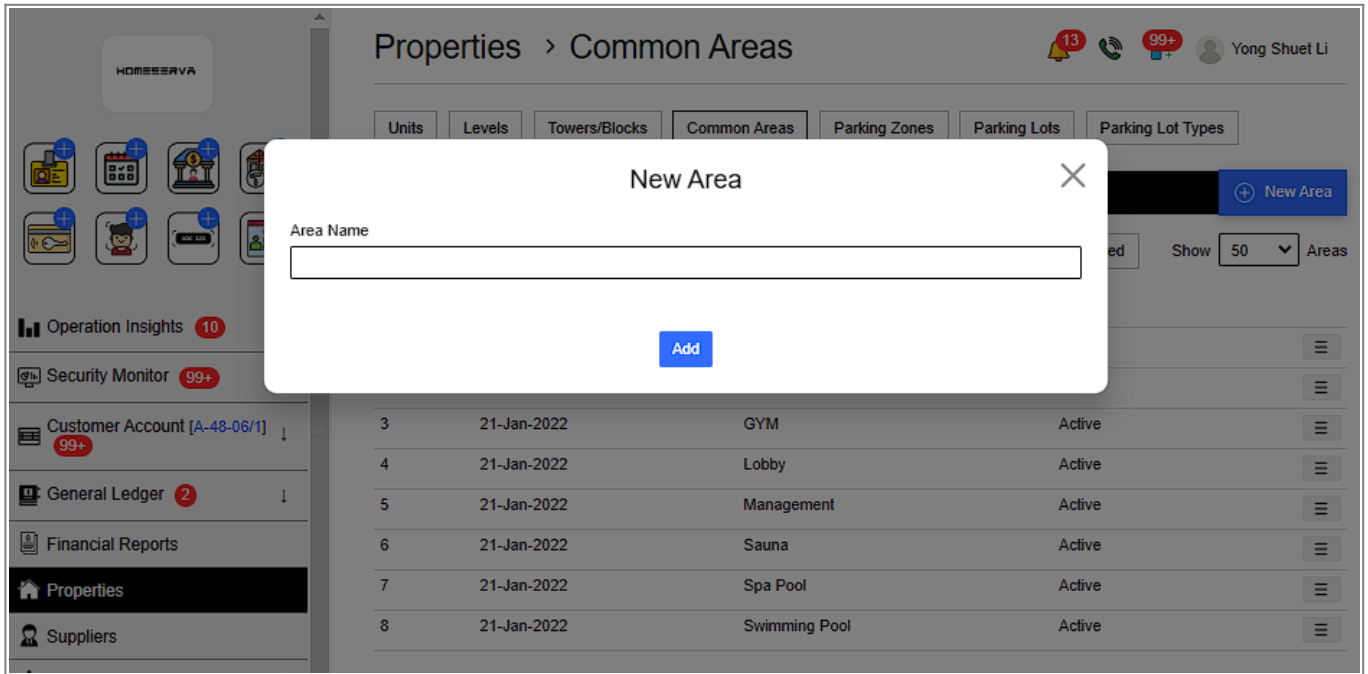 HOMESERVA
Properties > Common Areas
13
99+
Yong Shuet Li
Units
Levels
Towers/Blocks
Common Areas
Parking Zones
Parking Lots
Parking Lot Types
New Area
New Area
Area Name
ed
Show 50 Areas
Add
Operation Insights 10
Security Monitor 99+
Customer Account [A-48-06/1]
99+
General Ledger 2
Financial Reports
Properties
Suppliers
3 21-Jan-2022 GYM Active
4 21-Jan-2022 Lobby Active
5 21-Jan-2022 Management Active
6 21-Jan-2022 Sauna Active
7 21-Jan-2022 Spa Pool Active
8 21-Jan-2022 Swimming Pool Active